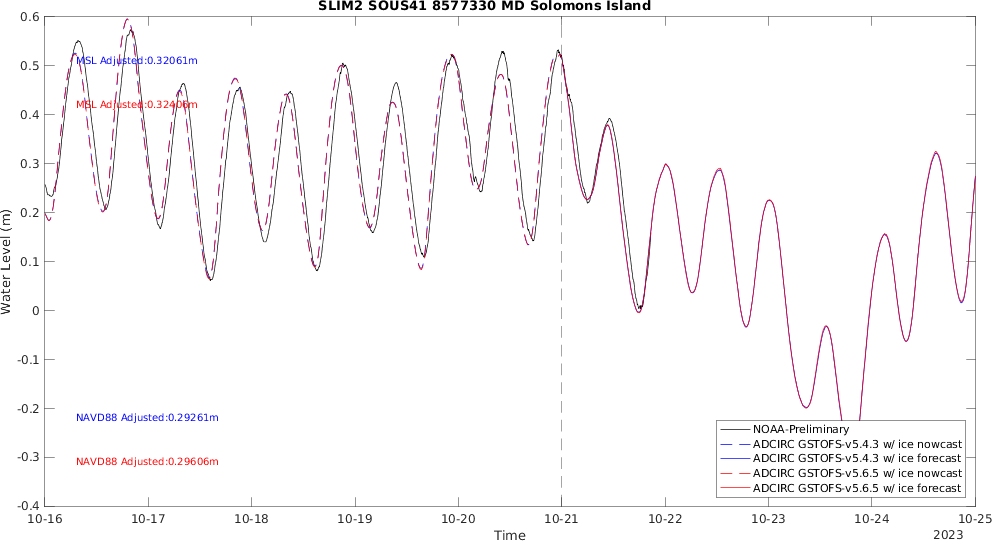 SLIM2 SOUS41 8577330 MD Solomons Island
0.6
0.5
0.4
0.3
0.2
0.1
0
-0.1
-0.2
-0.3
-0.4
Water Level (m)
MSL Adjusted:0.32061m
MSL Adjusted:0.32406m
NAVD88 Adjusted:0.29261m
NAVD88 Adjusted:0.29606m
NOAA-Preliminary
ADCIRC GSTOFS-v5.4.3 w/ ice nowcast
ADCIRC GSTOFS-v5.4.3 w/ ice forecast
ADCIRC GSTOFS-v5.6.5 w/ ice nowcast
ADCIRC GSTOFS-v5.6.5 w/ ice forecast
10-16 10-17 10-18 10-19 10-20 10-21 10-22 10-23 10-24 10-25
Time
2023